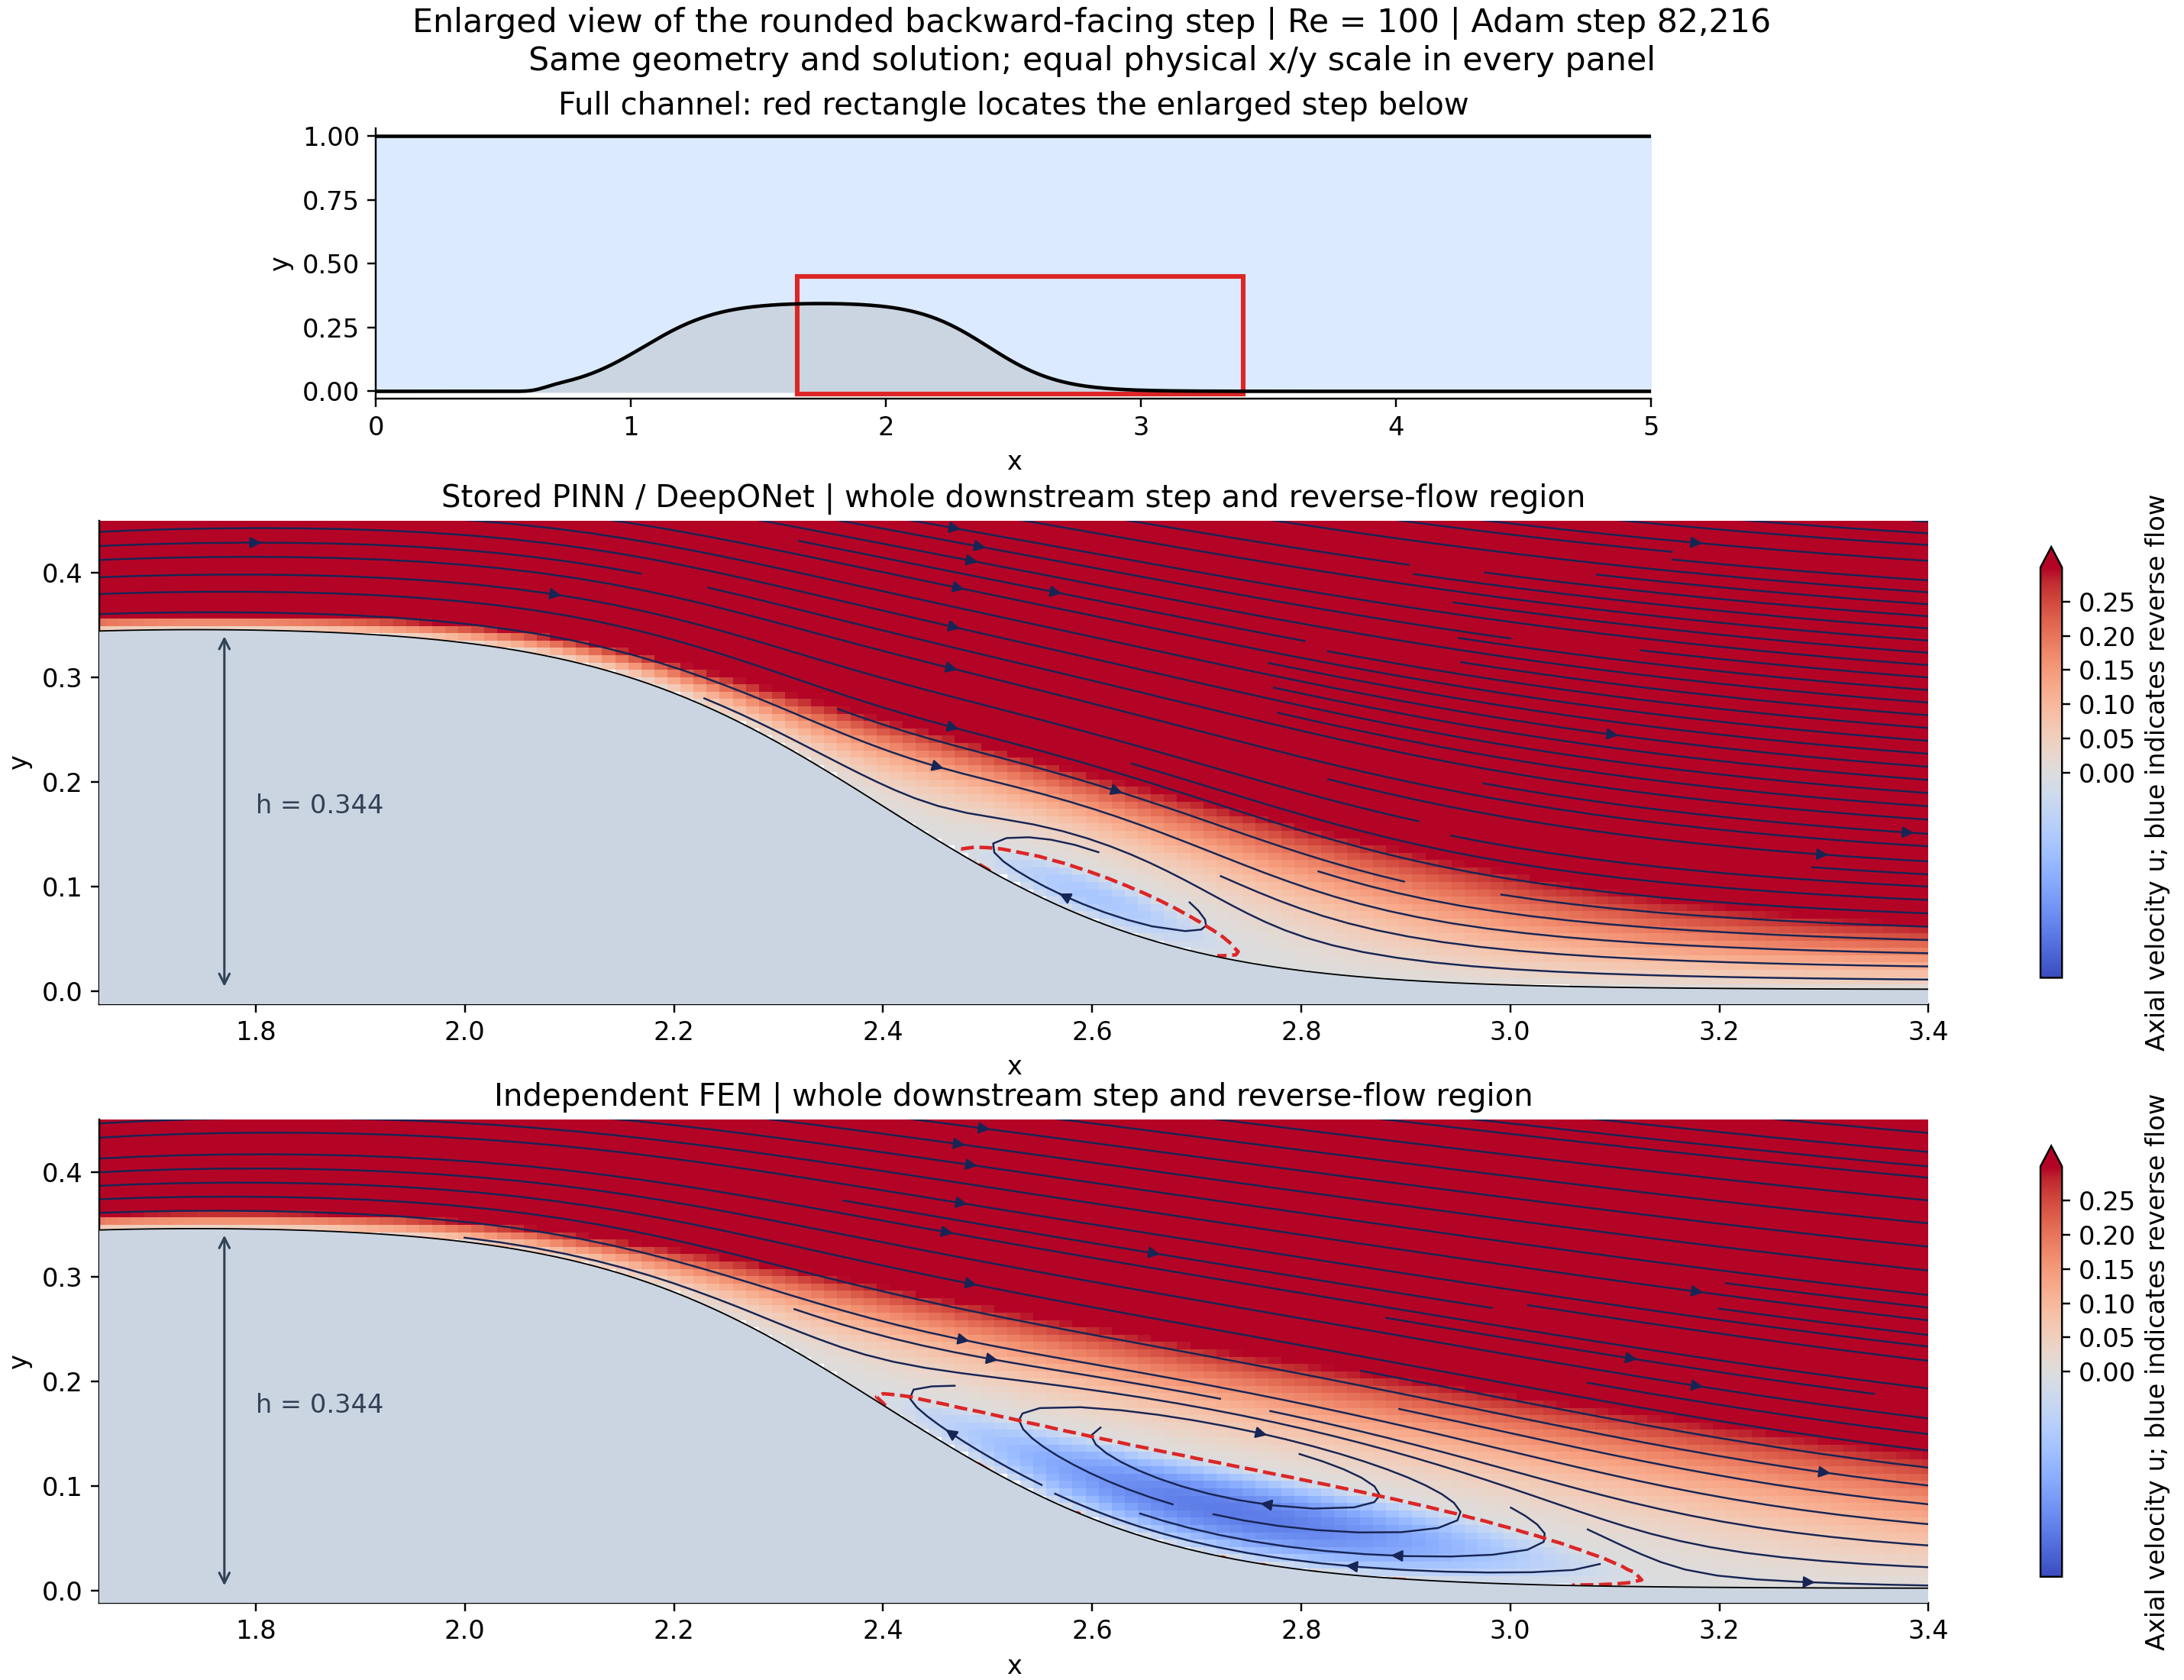 Enlarged view of the rounded backward-facing step | Re = 100 | Adam step 82,216
Same geometry and solution; equal physical x/y scale in every panel
Full channel: red rectangle locates the enlarged step below
1.00
0.75
0.50
0.25
0.00
y
0 1 2 3 4 5
x
Stored PINN / DeepONet | whole downstream step and reverse-flow region
0.4
0.3
0.2
0.1
0.0
y
h = 0.344
1.8 2.0 2.2 2.4 2.6 2.8 3.0 3.2 3.4
x
0.25
0.20
0.15
0.10
0.05
0.00
Axial velocity u; blue indicates reverse flow
Independent FEM | whole downstream step and reverse-flow region
0.4
0.3
0.2
0.1
0.0
y
h = 0.344
1.8 2.0 2.2 2.4 2.6 2.8 3.0 3.2 3.4
x
0.25
0.20
0.15
0.10
0.05
0.00
Axial velocity u; blue indicates reverse flow